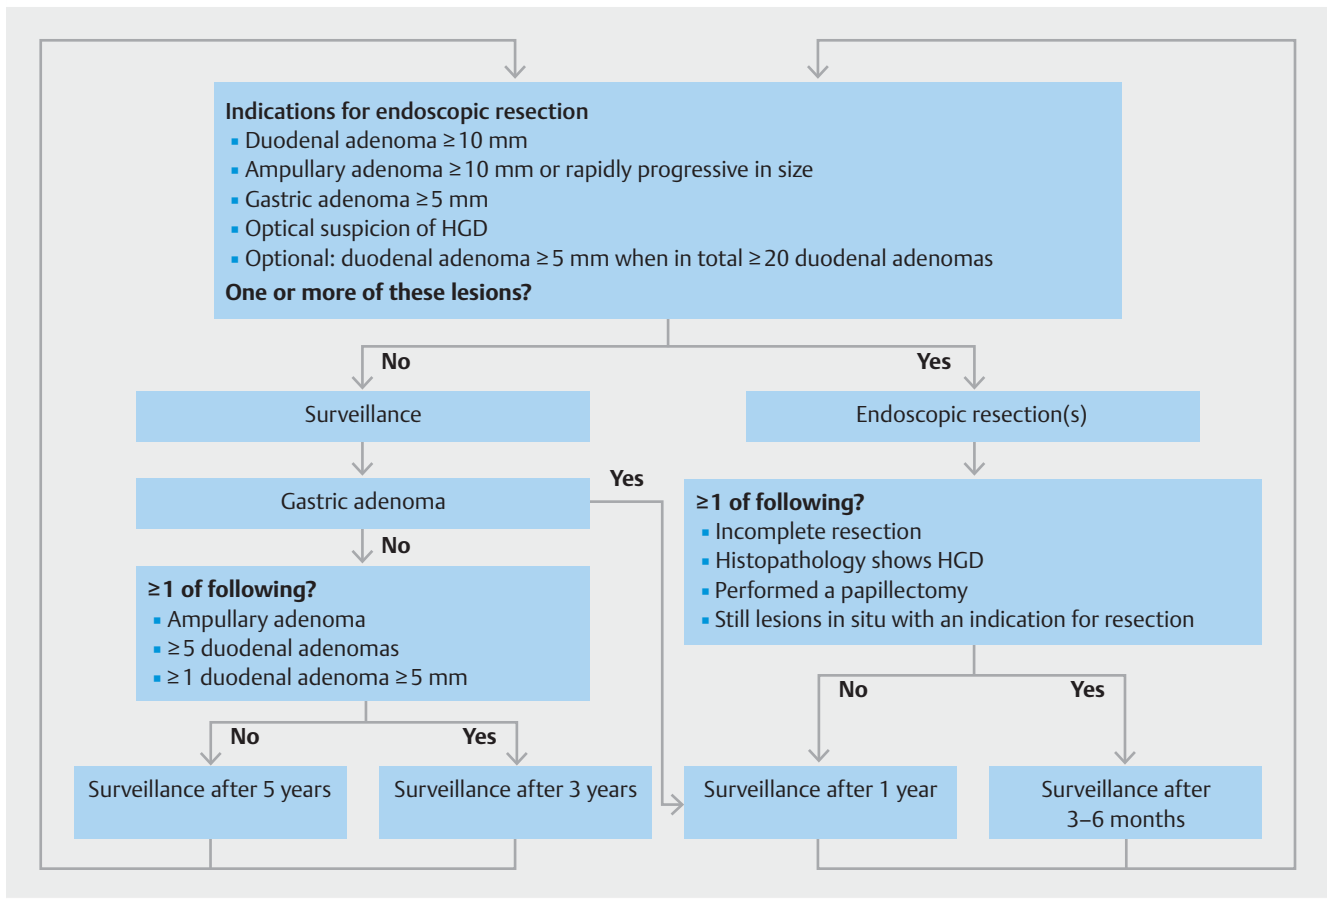 Indications for endoscopic resection
▪ Duodenal adenoma ≥10 mm
▪ Ampullary adenoma ≥10 mm or rapidly progressive in size
▪ Gastric adenoma ≥5 mm
▪ Optical suspicion of HGD
▪ Optional: duodenal adenoma ≥5 mm when in total ≥20 duodenal adenomas
One or more of these lesions?
No
Yes
Surveillance
Endoscopic resection(s)
Gastric adenoma
Yes
No
≥1 of following?
▪ Incomplete resection
▪ Histopathology shows HGD
▪ Performed a papillectomy
▪ Still lesions in situ with an indication for resection
≥1 of following?
▪ Ampullary adenoma
▪ ≥5 duodenal adenomas
▪ ≥1 duodenal adenoma ≥5 mm
No
Yes
No
Yes
Surveillance after 5 years
Surveillance after 3 years
Surveillance after 1 year
Surveillance after
3–6 months